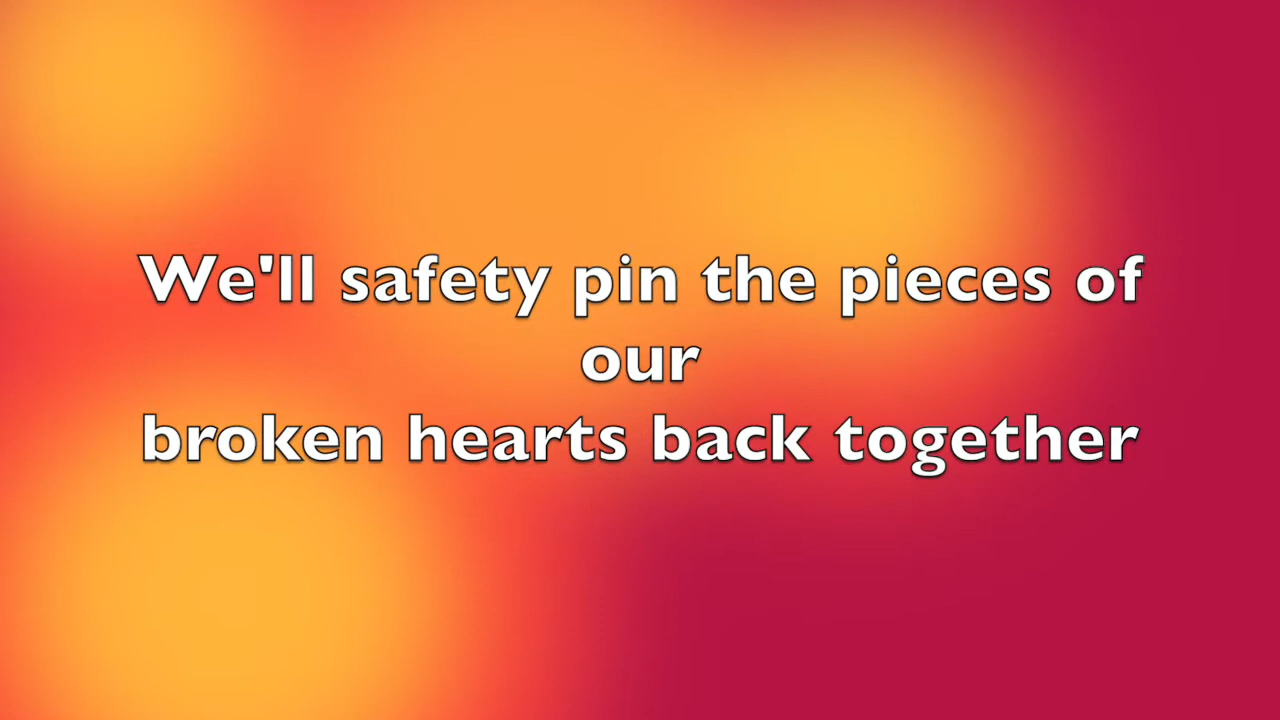 We'll safety pin the pieces of
our
broken hearts back together